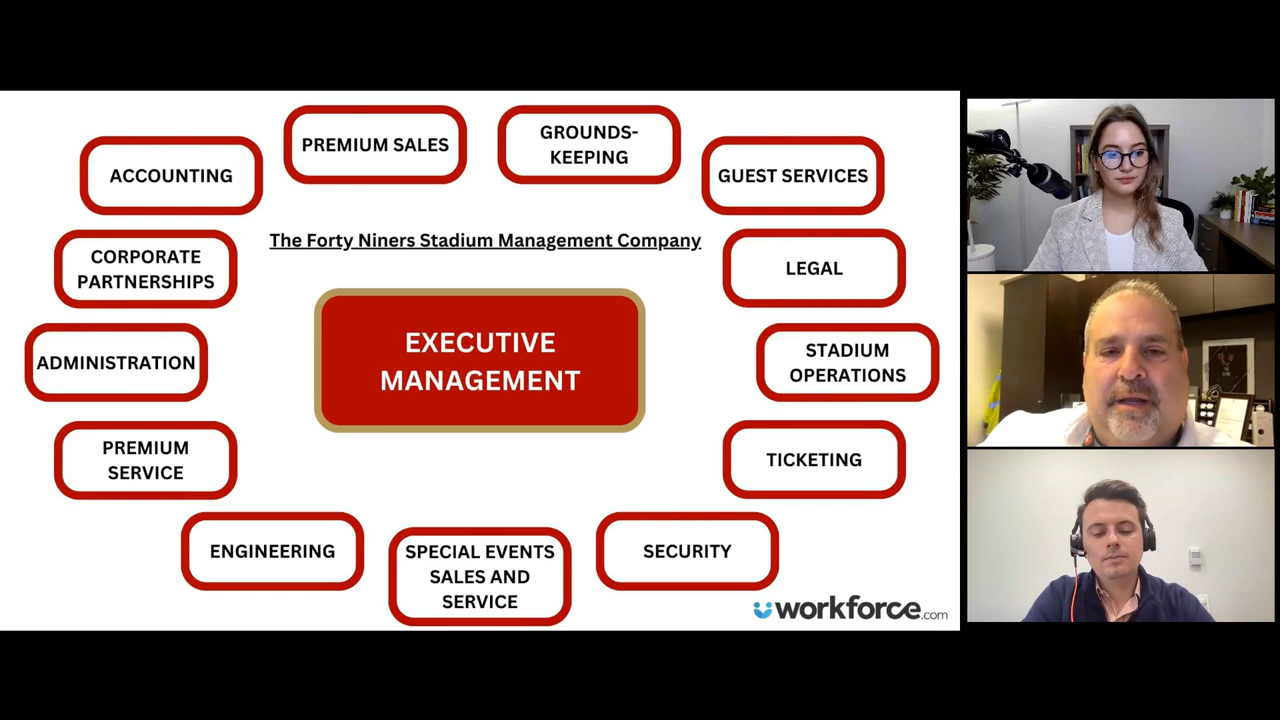 PREMIUM SALES
GROUNDS-
KEEPING
ACCOUNTING
GUEST SERVICES
The Forty Niners Stadium Management Company
CORPORATE
PARTNERSHIPS
LEGAL
EXECUTIVE
MANAGEMENT
ADMINISTRATION
STADIUM
OPERATIONS
PREMIUM
SERVICE
TICKETING
ENGINEERING
SPECIAL EVENTS
SALES AND
SERVICE
SECURITY
workforce.com